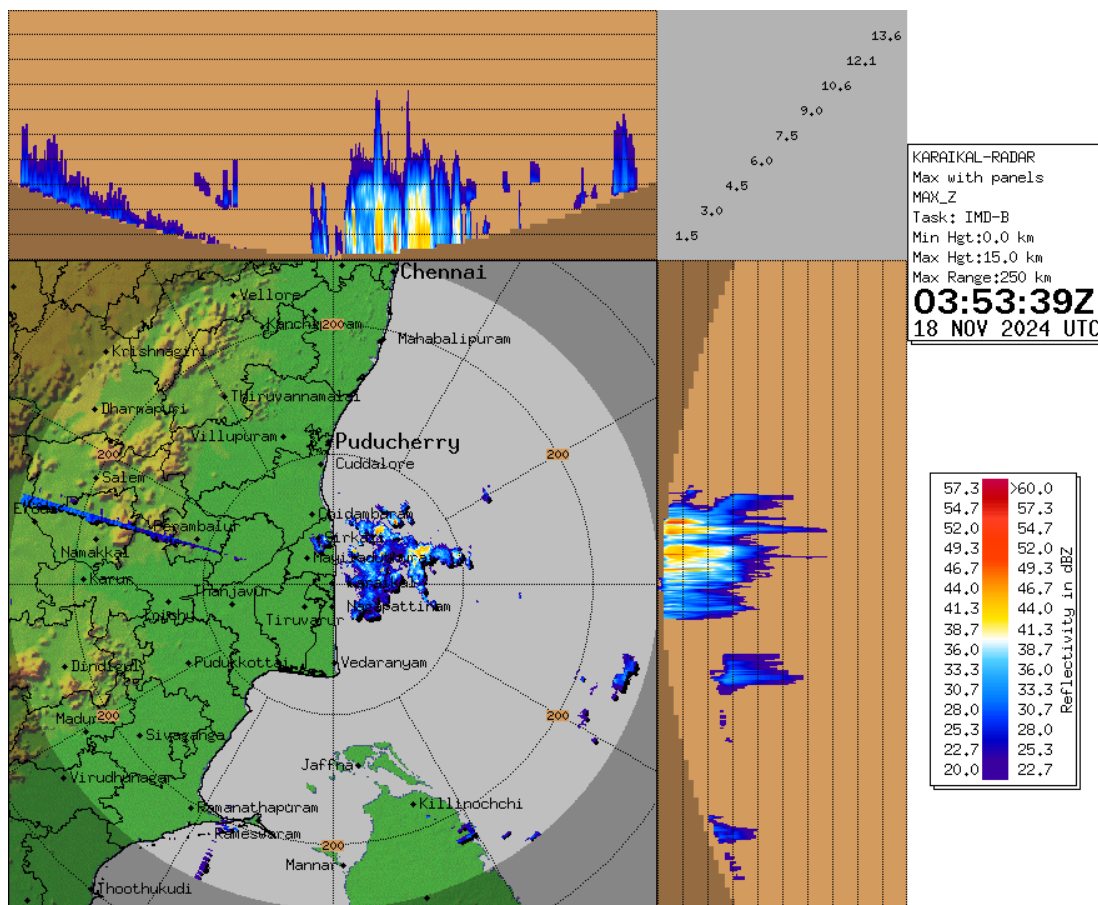 13.6
12.1
10.6
9.0
7.5
6.0
4.5
3.0
1.5
KARAIKAL-RADAR
Max with panels
MAX_Z
Task: IMD-B
Min Hgt:0.0 km
Max Hgt:15.0 km
Max Range:250 km
03:53:39Z
18 NOV 2024 UTC
Chennai
Vellore
200
Mahabalipuram
Krishnagiri
Thiruvannamalai
Dharmapuri
Villupuram
Puducherry
200
200
Cuddalore
Salem
Chidambaram
Perambalur
Sirkazi
Namakkal
Karur
Karaikal
Thanjavur
Nagapattinam
Tiruvarur
Dindigul
Pudukkottai
Vedaranyam
200
200
Sivaganga
Jaffna
Virudhunagar
Ramanathapuram
Killinochchi
Rameswaram
200
Mannar
Thoothukudi
57.3 >60.0
54.7 57.3
52.0 54.7
49.3 52.0
46.7 49.3
44.0 46.7
41.3 44.0
38.7 41.3
36.0 38.7
33.3 36.0
30.7 33.3
28.0 30.7
25.3 28.0
22.7 25.3
20.0 22.7
Reflectivity in dBZ